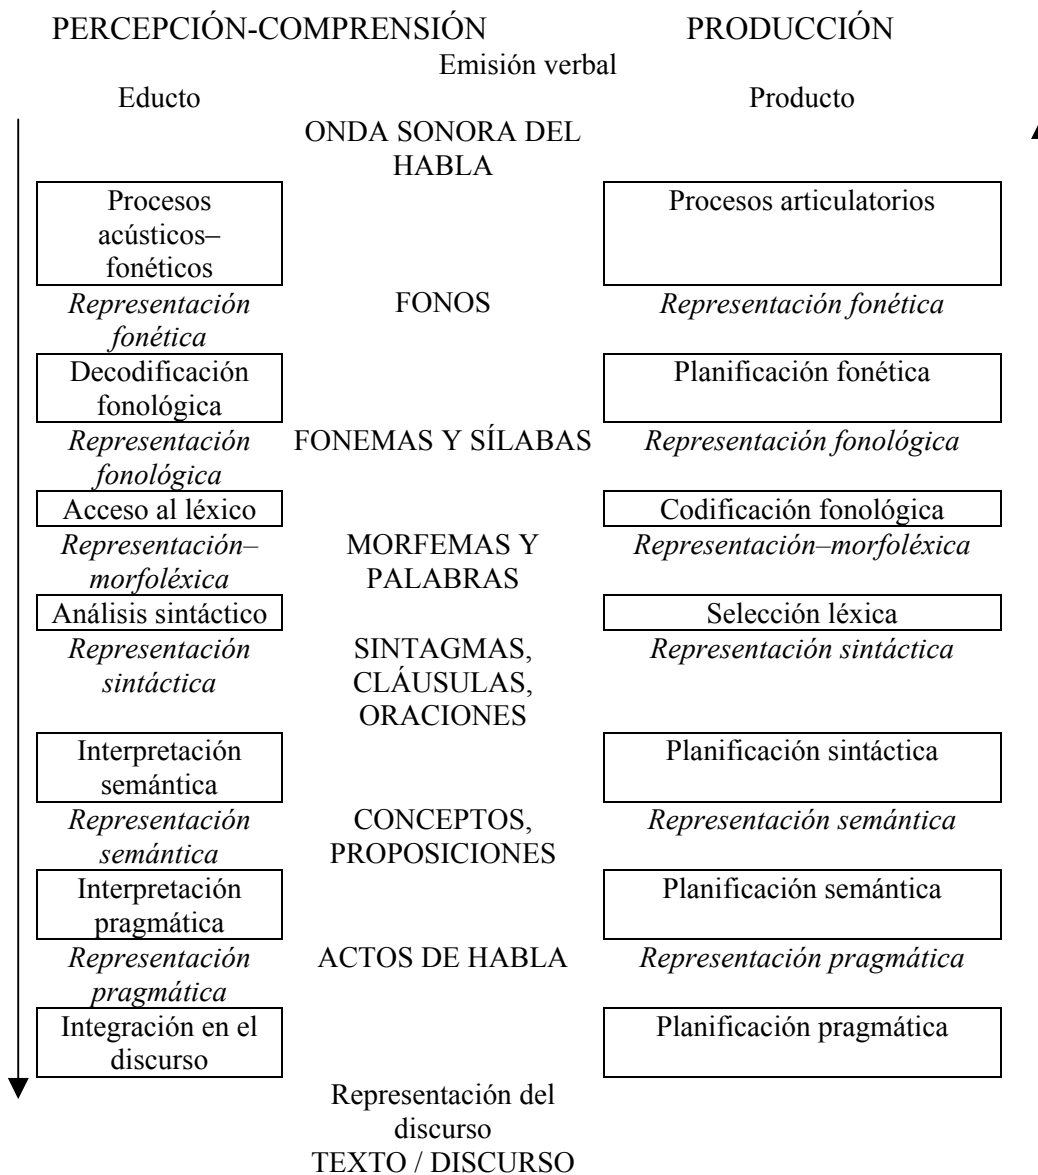 PERCEPCIÓN-COMPRENSIÓN PRODUCCIÓN
Emisión verbal
Educto Producto
ONDA SONORA DEL
HABLA
Procesos
acústicos–
fonéticos
Procesos articulatorios
Representación
fonética
FONOS
Representación fonética
Decodificación
fonológica
Planificación fonética
Representación
fonológica
FONEMAS Y SÍLABAS
Representación fonológica
Acceso al léxico
Codificación fonológica
Representación–
morfoléxica
MORFEMAS Y
PALABRAS
Representación–morfoléxica
Análisis sintáctico
Selección léxica
Representación
sintáctica
SINTAGMAS,
CLÁUSULAS,
ORACIONES
Representación sintáctica
Interpretación
semántica
Planificación sintáctica
Representación
semántica
CONCEPTOS,
PROPOSICIONES
Representación semántica
Interpretación
pragmática
Planificación semántica
Representación
pragmática
ACTOS DE HABLA
Representación pragmática
Integración en el
discurso
Planificación pragmática
Representación del
discurso
TEXTO / DISCURSO